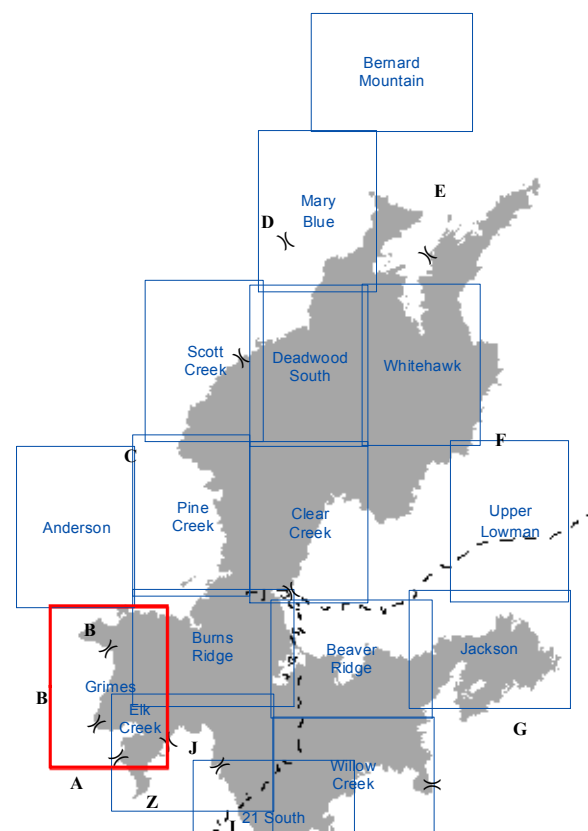 Bernard
Mountain
E
Mary
Blue
D
Scott
Creek
Deadwood
South
Whitehawk
C
F
Anderson
Pine
Creek
Clear
Creek
Upper
Lowman
B
Burns
Ridge
Beaver
Ridge
Jackson
B
Grimes
Elk
Creek
J
G
A
Z
Willow
Creek
21 South
I